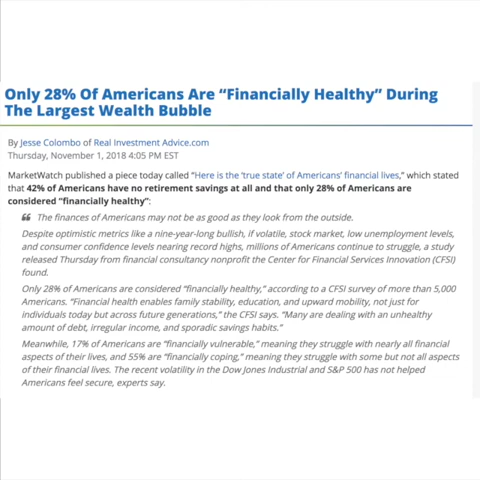 Only 28% Of Americans Are “Financially Healthy” During
The Largest Wealth Bubble
By Jesse Colombo of Real Investment Advice.com
Thursday, November 1, 2018 4:05 PM EST
MarketWatch published a piece today called “Here is the ‘true state’ of Americans’ financial lives,” which stated
that 42% of Americans have no retirement savings at all and that only 28% of Americans are
considered “financially healthy”:
“ The finances of Americans may not be as good as they look from the outside.
Despite optimistic metrics like a nine-year-long bullish, if volatile, stock market, low unemployment levels,
and consumer confidence levels nearing record highs, millions of Americans continue to struggle, a study
released Thursday from financial consultancy nonprofit the Center for Financial Services Innovation (CFSI)
found.
Only 28% of Americans are considered “financially healthy,” according to a CFSI survey of more than 5,000
Americans. “Financial health enables family stability, education, and upward mobility, not just for
individuals today but across future generations,” the CFSI says. “Many are dealing with an unhealthy
amount of debt, irregular income, and sporadic savings habits.”
Meanwhile, 17% of Americans are “financially vulnerable,” meaning they struggle with nearly all financial
aspects of their lives, and 55% are “financially coping,” meaning they struggle with some but not all aspects
of their financial lives. The recent volatility in the Dow Jones Industrial and S&P 500 has not helped
Americans feel secure, experts say.